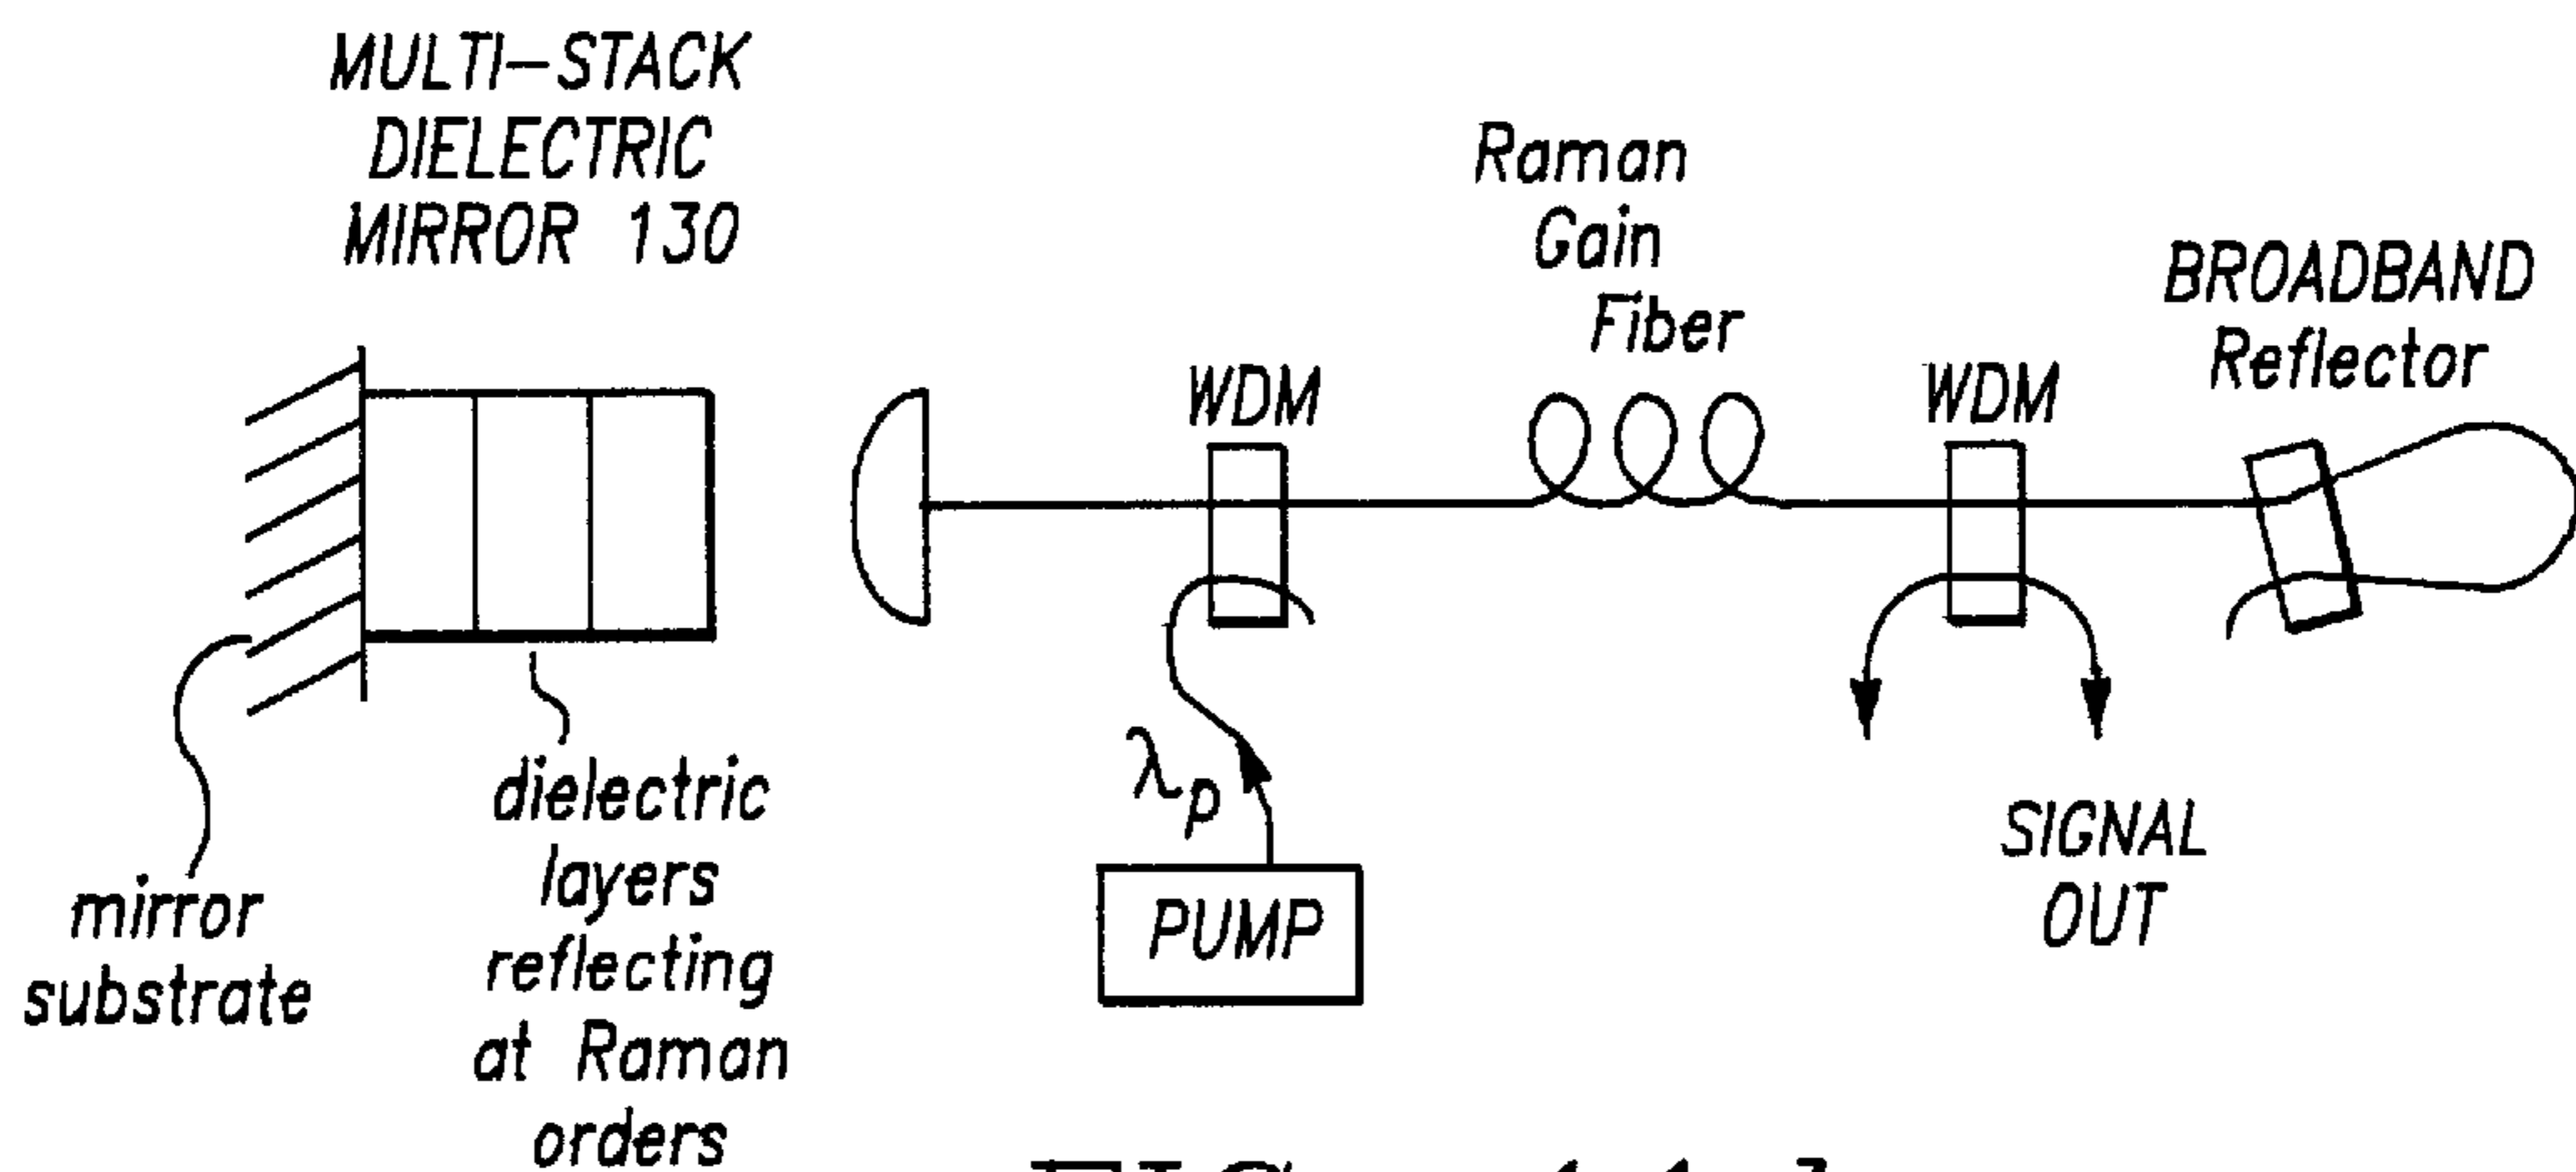 MULTI-STACK
DIELECTRIC
MIRROR 130
Raman
Gain
Fiber
BROADBAND
Reflector
WDM
WDM
λp
PUMP
SIGNAL
OUT
mirror
substrate
dielectric
layers
reflecting
at Raman
orders